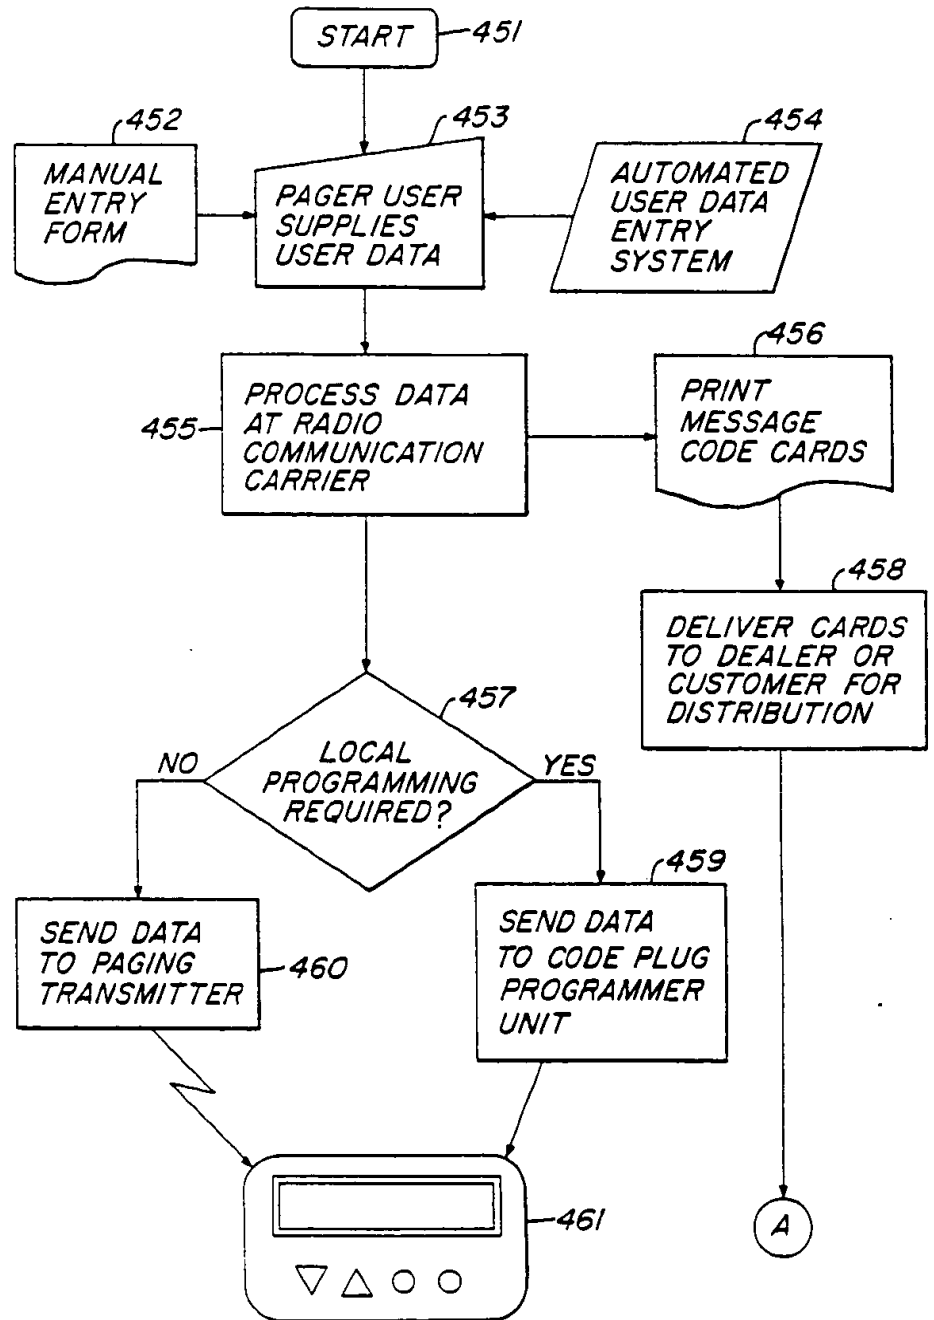 START
451
452
453
454
MANUAL
ENTRY
FORM
PAGER USER
SUPPLIES
USER DATA
AUTOMATED
USER DATA
ENTRY
SYSTEM
455
PROCESS DATA
AT RADIO
COMMUNICATION
CARRIER
456
PRINT
MESSAGE
CODE CARDS
458
DELIVER CARDS
TO DEALER OR
CUSTOMER FOR
DISTRIBUTION
457
NO
LOCAL
PROGRAMMING
REQUIRED?
YES
459
SEND DATA
TO PAGING
TRANSMITTER
460
SEND DATA
TO CODE PLUG
PROGRAMMER
UNIT
461
A